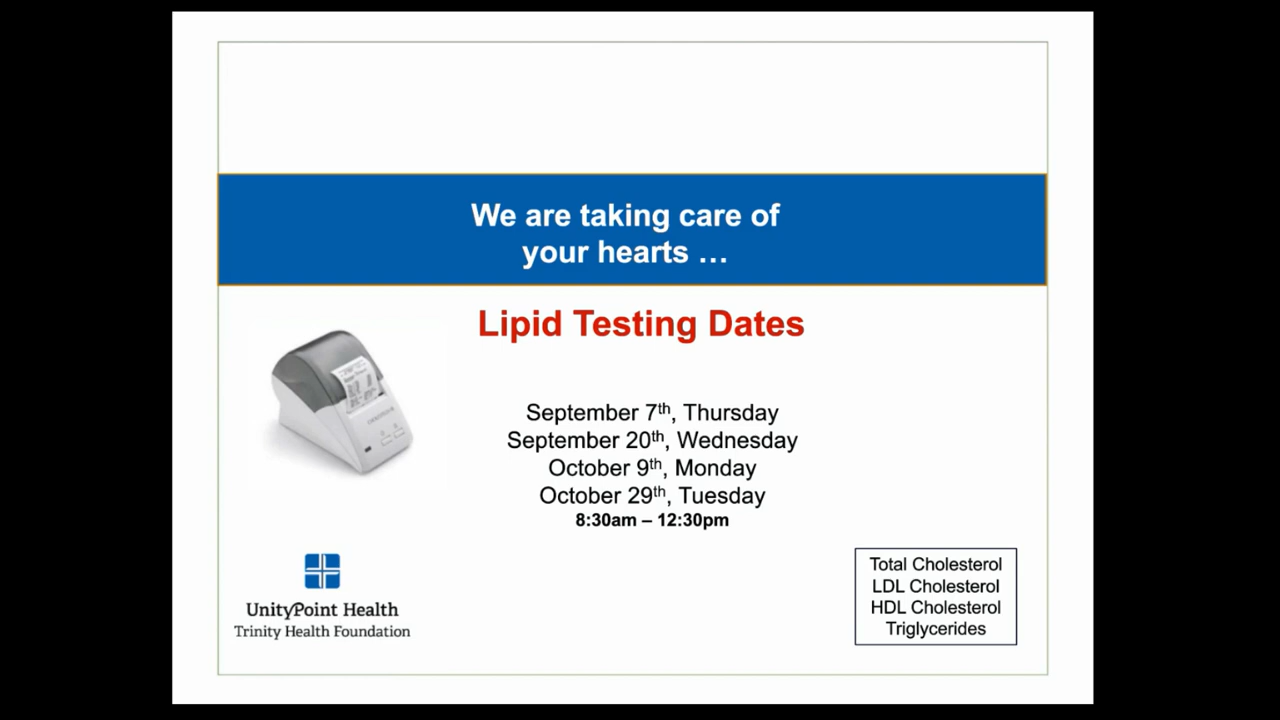 We are taking care of
your hearts …
Lipid Testing Dates
September 7th, Thursday
September 20th, Wednesday
October 9th, Monday
October 29th, Tuesday
8:30am – 12:30pm
UnityPoint Health
Trinity Health Foundation
Total Cholesterol
LDL Cholesterol
HDL Cholesterol
Triglycerides